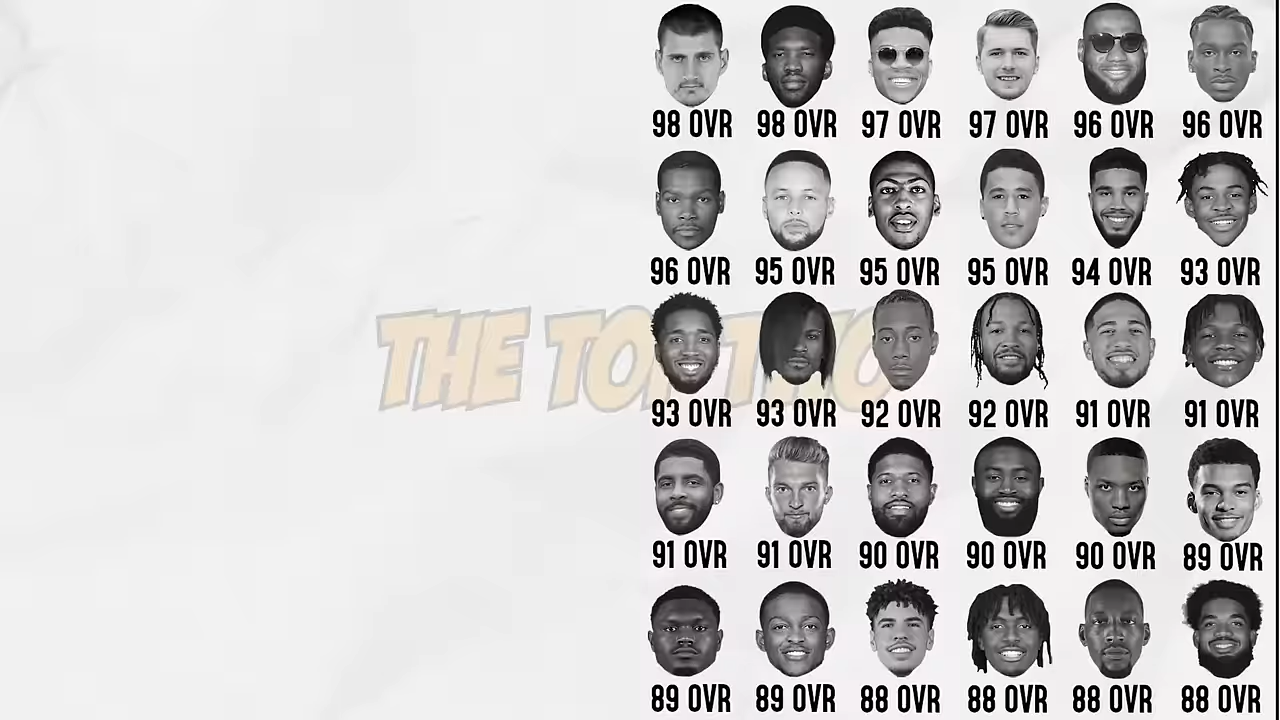 98 OVR 98 OVR 97 OVR 97 OVR 96 OVR 96 OVR
96 OVR 95 OVR 95 OVR 95 OVR 94 OVR 93 OVR
THE TOP TWO
93 OVR 93 OVR 92 OVR 92 OVR 91 OVR 91 OVR
91 OVR 91 OVR 90 OVR 90 OVR 90 OVR 89 OVR
89 OVR 89 OVR 88 OVR 88 OVR 88 OVR 88 OVR